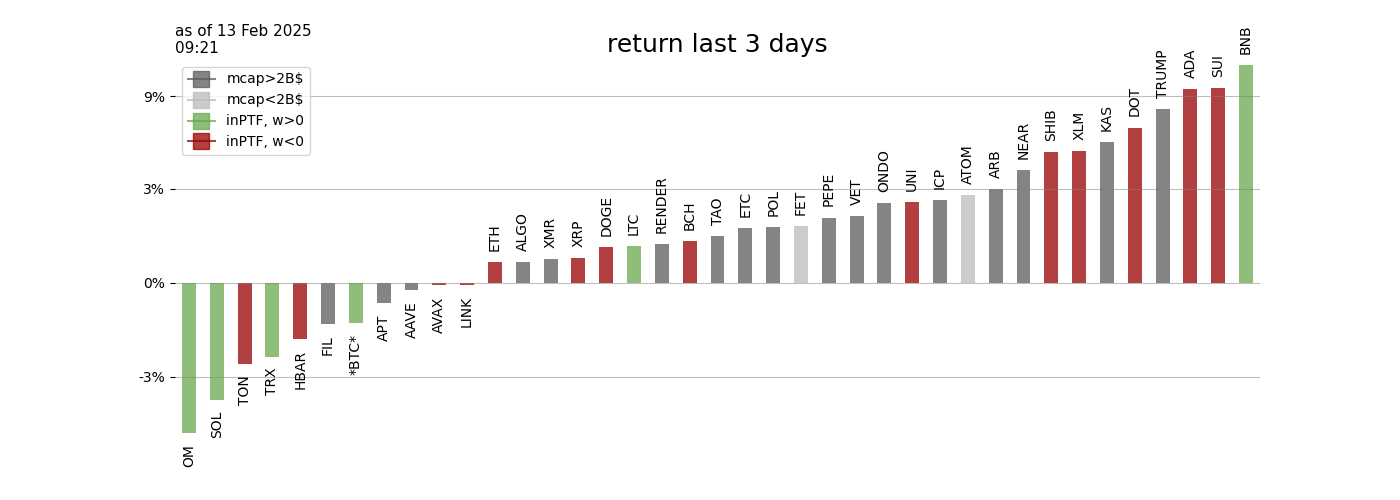 as of 13 Feb 2025
09:21
return last 3 days
mcap>2B$
mcap<2B$
inPTF, w>0
inPTF, w<0
9%
3%
0%
-3%
OM
SOL
TON
TRX
HBAR
FIL
*BTC*
APT
AAVE
AVAX
LINK
ETH
ALGO
XMR
XRP
DOGE
LTC
RENDER
BCH
TAO
ETC
POL
FET
PEPE
VET
ONDO
UNI
ICP
ATOM
ARB
NEAR
SHIB
XLM
KAS
DOT
TRUMP
ADA
SUI
BNB